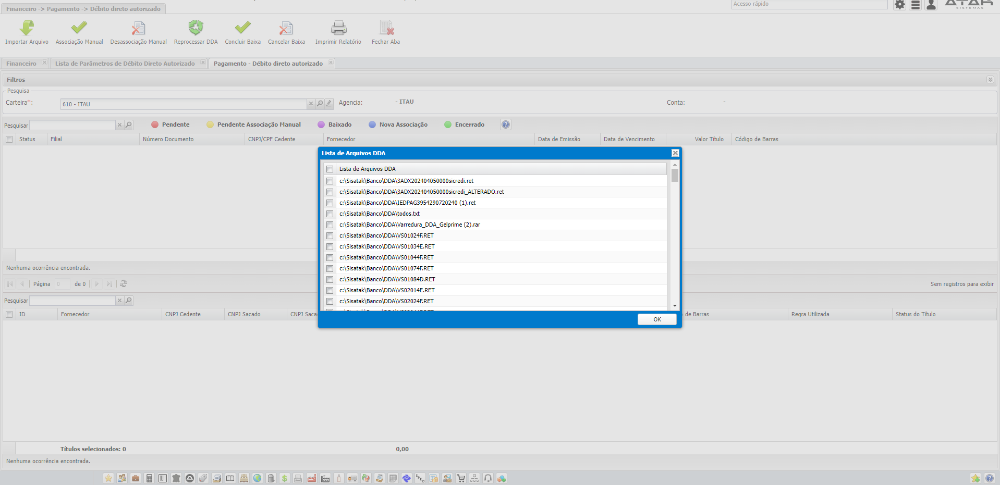 Financeiro -> Pagamento -> Débito direto autorizado
Acesso rápido
ATAK
SISTEMAS
Importar Arquivo
Associação Manual
Desassociação Manual
Reprocessar DDA
Concluir Baixa
Cancelar Baixa
Imprimir Relatório
Fechar Aba
Financeiro
Lista de Parâmetros de Débito Direto Autorizado
Pagamento - Débito direto autorizado
Filtros
Pesquisa
Carteira*:
610 - ITAU
Agencia:
- ITAU
Conta:
-
Pesquisar
Pendente
Pendente Associação Manual
Baixado
Nova Associação
Encerrado
Status
Filial
Número Documento
CNPJ/CPF Cedente
Fornecedor
Data de Emissão
Data de Vencimento
Valor Título
Código de Barras
Lista de Arquivos DDA
Lista de Arquivos DDA
c:\Sisatak\Banco\DDA\3ADX202404050000sicredi.ret
c:\Sisatak\Banco\DDA\3ADX202404050000sicredi_ALTERADO.ret
c:\Sisatak\Banco\DDA\IEDPAG3954290720240 (1).ret
c:\Sisatak\Banco\DDA\todos.txt
c:\Sisatak\Banco\DDA\Varredura_DDA_Gelprime (2).rar
c:\Sisatak\Banco\DDA\VS01024F.RET
c:\Sisatak\Banco\DDA\VS01034E.RET
c:\Sisatak\Banco\DDA\VS01044F.RET
c:\Sisatak\Banco\DDA\VS01074F.RET
c:\Sisatak\Banco\DDA\VS01084D.RET
c:\Sisatak\Banco\DDA\VS02014E.RET
c:\Sisatak\Banco\DDA\VS02024F.RET
OK
Nenhuma ocorrência encontrada.
Página
0
de 0
Sem registros para exibir
Pesquisar
ID
Fornecedor
CNPJ Cedente
CNPJ Sacado
CNPJ Saca
de Barras
Regra Utilizada
Status do Título
Títulos selecionados: 0
0,00
Nenhuma ocorrência encontrada.